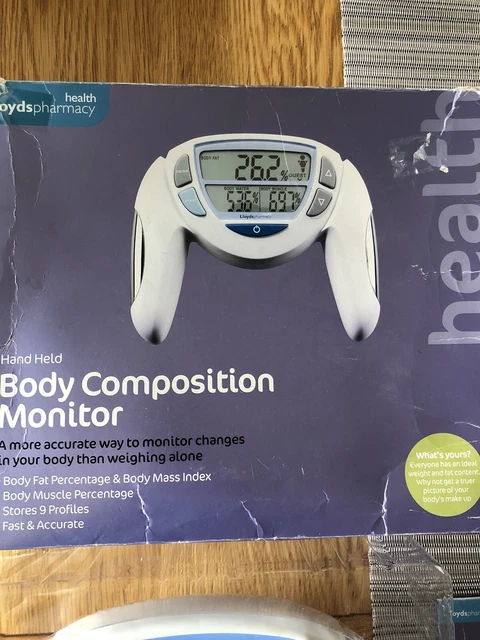 health
oydspharmacy
health
BODY FAT
26.2%
GUEST
BODY WATER
BODY MUSCLE
53.6%
69.7%
Lloydspharmacy
Hand Held
Body Composition
Monitor
A more accurate way to monitor changes
in your body than weighing alone
Body Fat Percentage & Body Mass Index
Body Muscle Percentage
Stores 9 Profiles
Fast & Accurate
What's yours?
Everyone has an ideal
weight and fat content.
Why not get a truer
picture of your
body's make up